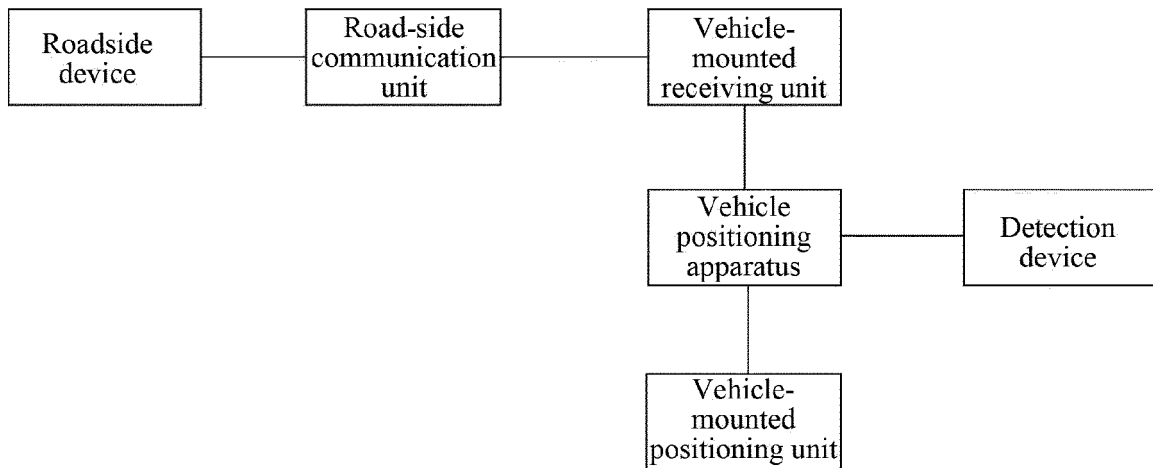 Roadside
device
Road-side
communication
unit
Vehicle-
mounted
receiving unit
Vehicle
positioning
apparatus
Detection
device
Vehicle-
mounted
positioning unit